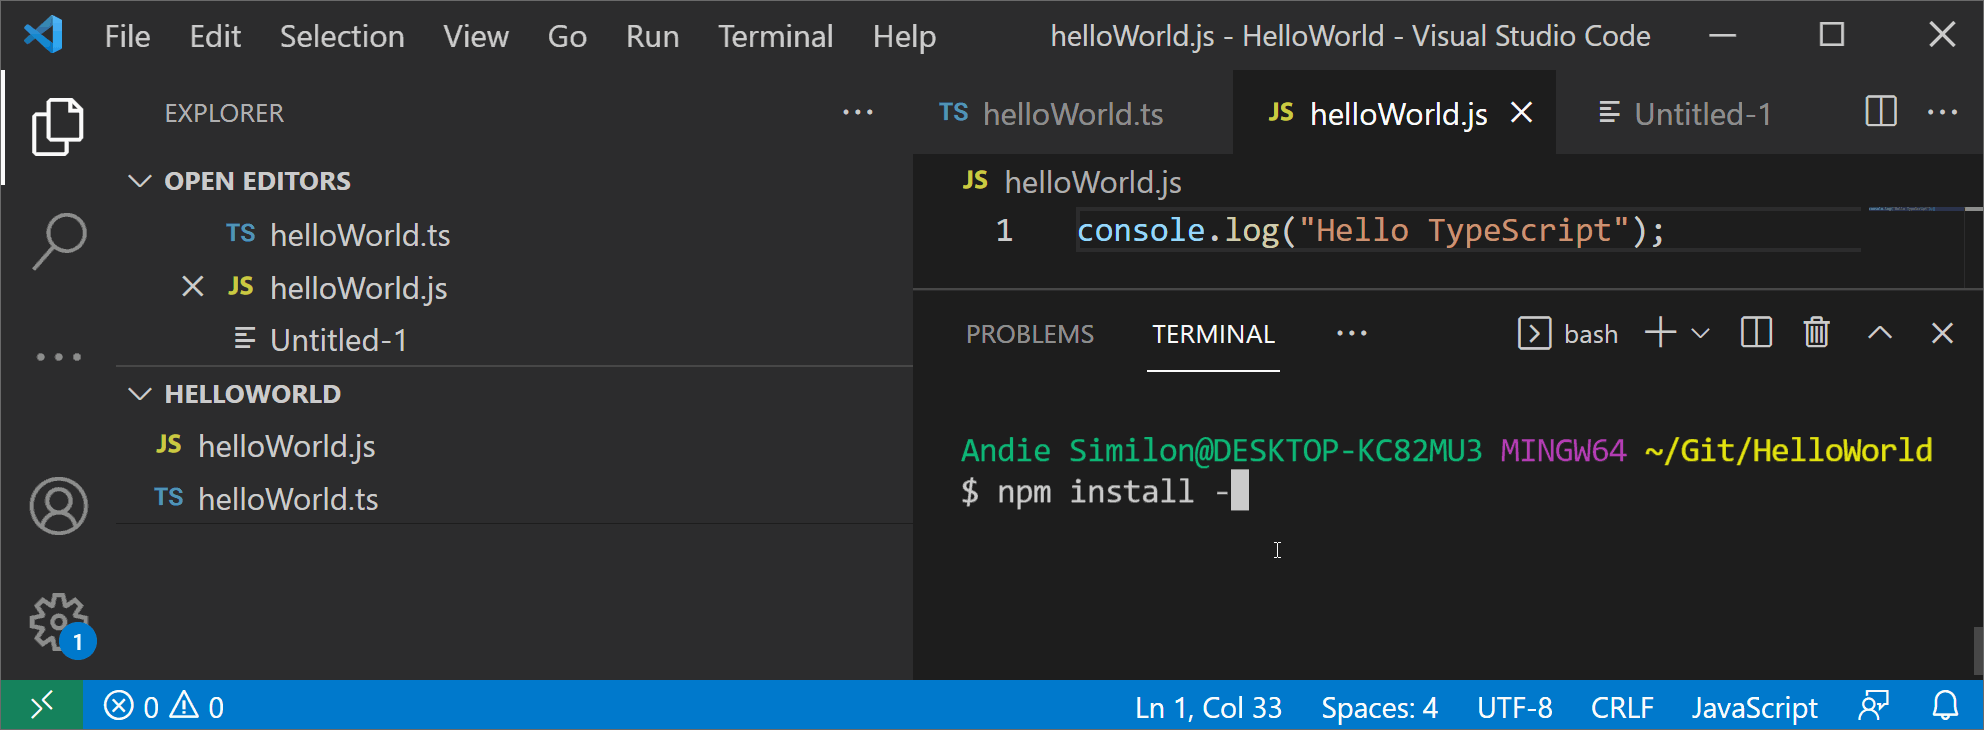 File Edit Selection View Go Run Terminal Help helloWorld.js - HelloWorld - Visual Studio Code
EXPLORER
OPEN EDITORS
TS helloWorld.ts
JS helloWorld.js
Untitled-1
HELLOWORLD
JS helloWorld.js
TS helloWorld.ts
1
TS helloWorld.ts JS helloWorld.js Untitled-1
JS helloWorld.js
1 console.log("Hello TypeScript");
PROBLEMS TERMINAL bash
Andie Similon@DESKTOP-KC82MU3 MINGW64 ~/Git/HelloWorld
$ npm install -
0 0 Ln 1, Col 33 Spaces: 4 UTF-8 CRLF JavaScript